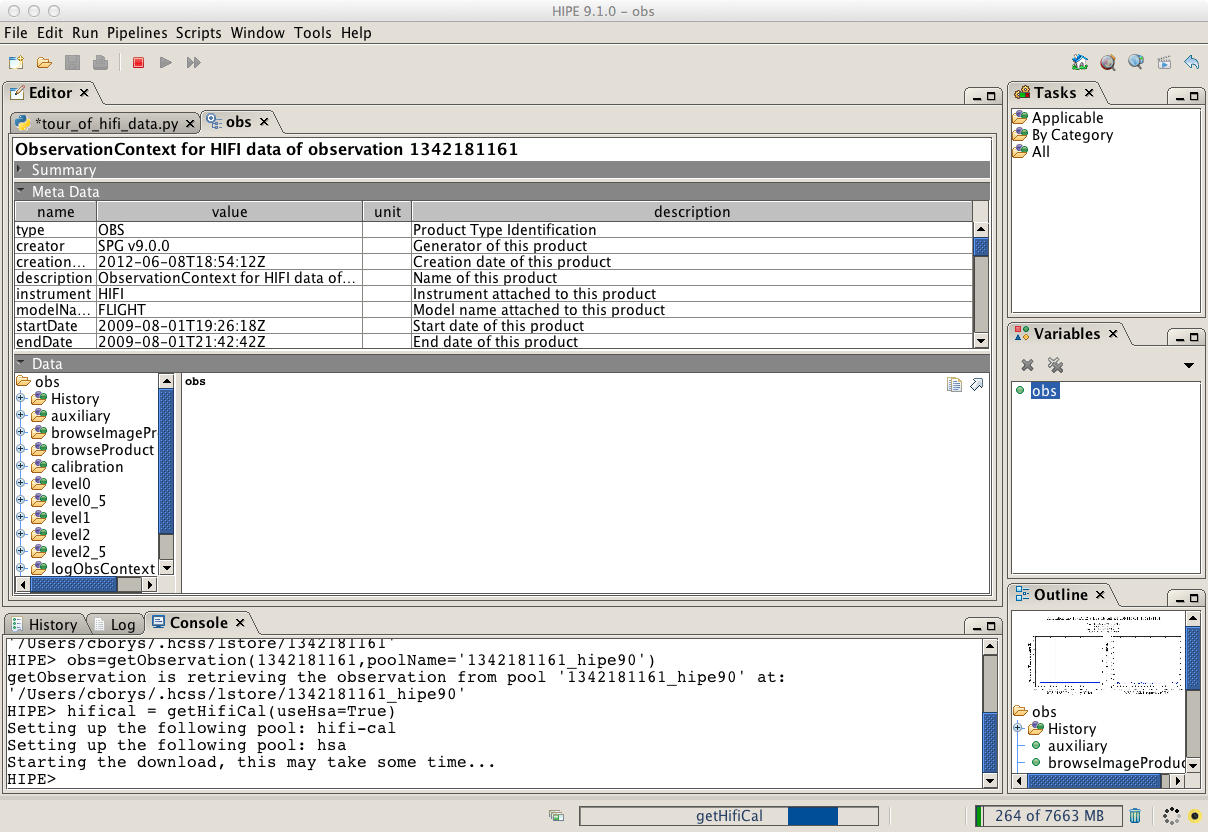 HIPE 9.1.0 – obs
File Edit Run Pipelines Scripts Window Tools Help
Editor
*tour_of_hifi_data.py
obs
ObservationContext for HIFI data of observation 1342181161
Summary
Meta Data
name value unit description
type OBS Product Type Identification
creator SPG v9.0.0 Generator of this product
creation... 2012-06-08T18:54:12Z Creation date of this product
description ObservationContext for HIFI data of... Name of this product
instrument HIFI Instrument attached to this product
modelNa... FLIGHT Model name attached to this product
startDate 2009-08-01T19:26:18Z Start date of this product
endDate 2009-08-01T21:42:42Z End date of this product
Data
obs
History
auxiliary
browseImagePr
browseProduct
calibration
level0
level0_5
level1
level2
level2_5
logObsContext
obs
History
Log
Console
'/Users/cborys/.hcss/lstore/1342181161'
HIPE> obs=getObservation(1342181161,poolName='1342181161_hipe90')
getObservation is retrieving the observation from pool '1342181161_hipe90' at:
'/Users/cborys/.hcss/lstore/1342181161_hipe90'
HIPE> hifical = getHifiCal(useHsa=True)
Setting up the following pool: hifi-cal
Setting up the following pool: hsa
Starting the download, this may take some time...
HIPE>
Tasks
Applicable
By Category
All
Variables
obs
Outline
obs
History
auxiliary
browseImageProduc
getHifiCal
264 of 7663 MB